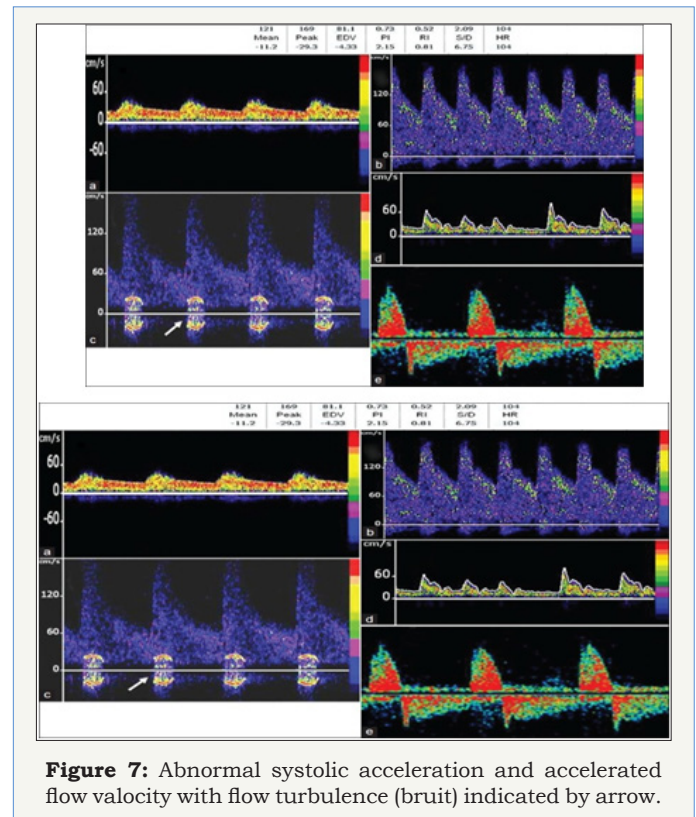 121 169 81.1 0.73 0.52 2.09 104
Mean Peak EDV PI RI S/D HR
-11.2 -29.3 -4.33 2.15 0.81 6.75 104
cm/s
60
0
-60
a
120
60
0
b
120
60
0
c
cm/s
60
0
d
e
121 169 81.1 0.73 0.52 2.09 104
Mean Peak EDV PI RI S/D HR
-11.2 -29.3 -4.33 2.15 0.81 6.75 104
cm/s
60
0
-60
a
120
60
0
b
120
60
0
c
cm/s
60
0
d
e
Figure 7: Abnormal systolic acceleration and accelerated
flow valocity with flow turbulence (bruit) indicated by arrow.